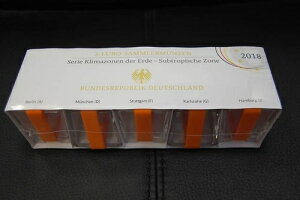 5-EURO-SAMMLERMÜNZEN
Serie Klimazonen der Erde - Subtropische Zone
2018
BUNDESREPUBLIK DEUTSCHLAND
Berlin (A) München (D) Stuttgart (F) Karlsruhe (G) Hamburg (J)